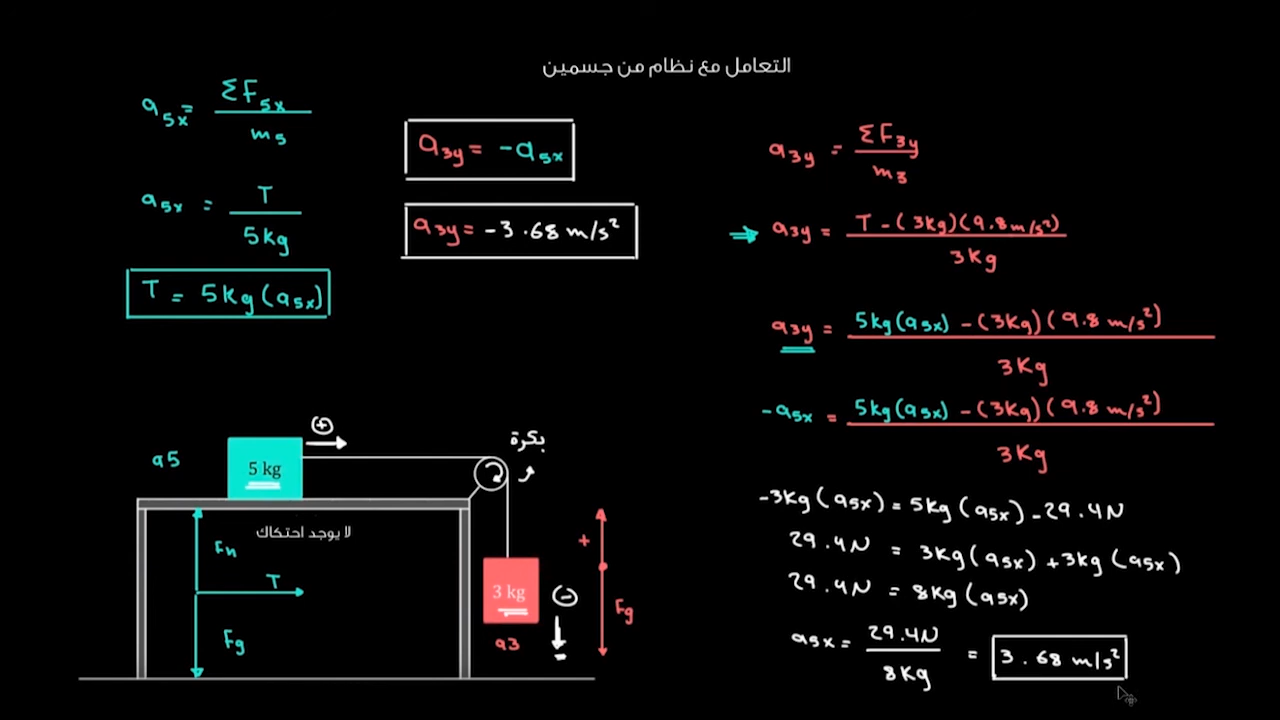 التعامل مع نظام من جسمين
a5x = ΣF5x / m5
a5x = T / 5kg
T = 5kg (a5x)
a3y = -a5x
a3y = -3.68 m/s²
a3y = ΣF3y / m3
a3y = T - (3kg)(9.8 m/s²) / 3kg
a3y = 5kg(a5x) - (3kg)(9.8 m/s²) / 3kg
-a5x = 5kg(a5x) - (3kg)(9.8 m/s²) / 3kg
-3kg (a5x) = 5kg (a5x) - 29.4N
29.4N = 3kg (a5x) + 3kg (a5x)
29.4N = 8kg (a5x)
a5x = 29.4N / 8kg = 3.68 m/s²
a5
5 kg
+
بكرة
لا يوجد احتكاك
Fn
T
Fg
3 kg
a3
-
+
Fg
-